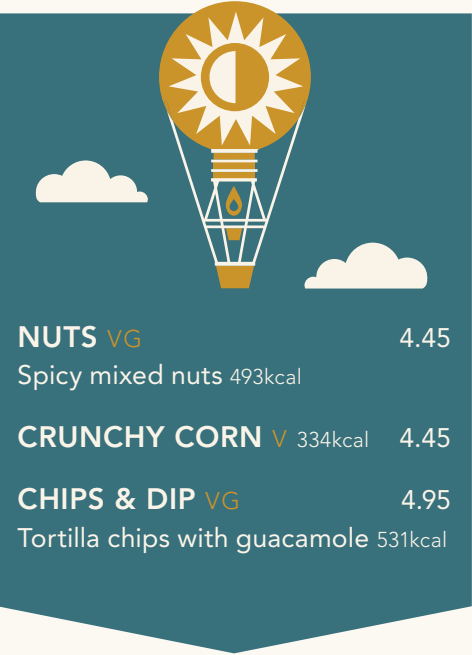 NUTS VG 4.45
Spicy mixed nuts 493kcal
CRUNCHY CORN V 334kcal 4.45
CHIPS & DIP VG 4.95
Tortilla chips with guacamole 531kcal